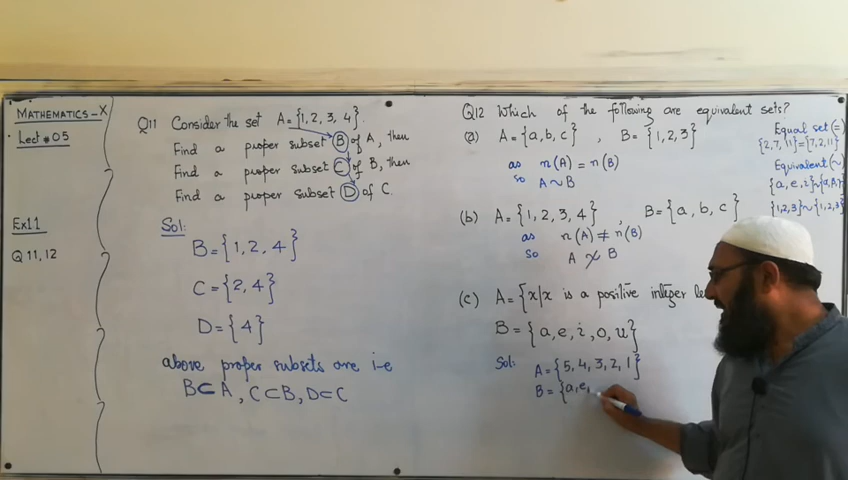 MATHEMATICS-X
Lect # 05
Ex11
Q 11, 12
Q11 Consider the set A = {1, 2, 3, 4}.
Find a proper subset B of A, then
Find a proper subset C of B, then
Find a proper subset D of C.
Sol:
B = {1, 2, 4}
C = {2, 4}
D = {4}
above proper subsets are i-e
B⊂A, C⊂B, D⊂C
Q12 Which of the following are equivalent sets?
(a) A = {a, b, c} , B = {1, 2, 3}
as n(A) = n(B)
so A ~ B
(b) A = {1, 2, 3, 4} , B = {a, b, c}
as n(A) ≠ n(B)
so A ≁ B
(c) A = {x|x is a positive integer
B = {a, e, i, o, u}
Sol: A = {5, 4, 3, 2, 1}
B = {a, e,
Equal set (=)
{2, 7, 11} = {7, 2, 11}
Equivalent (~)
{1,2,3} ~ {1,2,3}